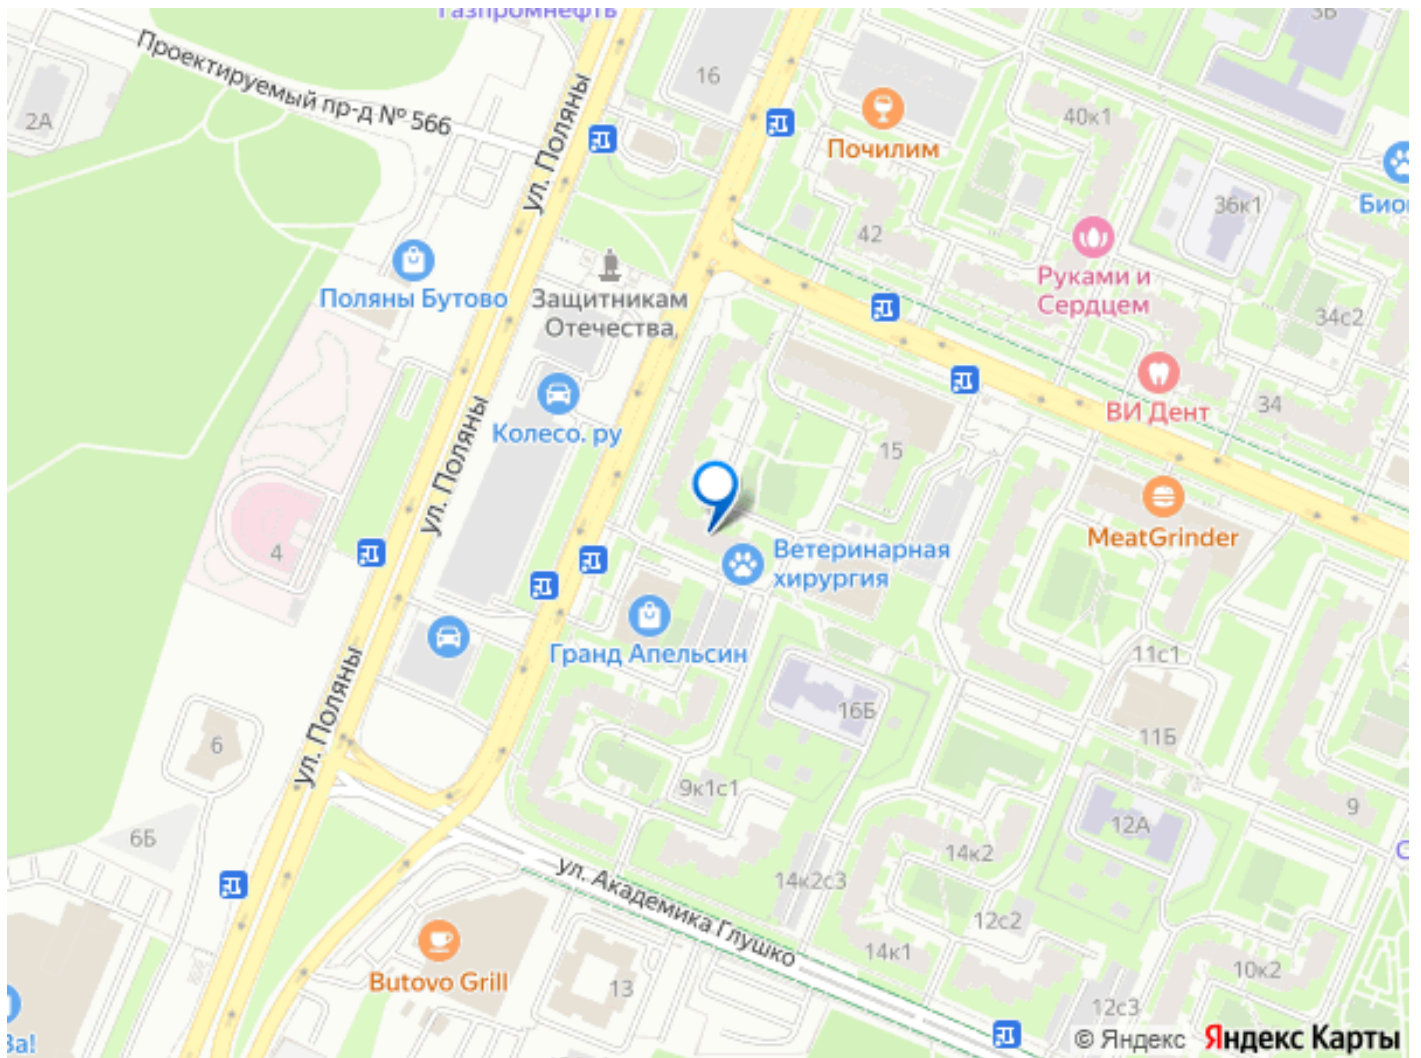 Газпромнефть
3Б
Проектируемый пр-д № 566
16
2А
ул. Поляны
40к1
Почилим
36к1
42
Поляны Бутово
Защитникам
Отечества
Руками и
Сердцем
34с2
ВИ Дент
34
Колесо. ру
ул. Поляны
15
MeatGrinder
4
Ветеринарная
хирургия
Гранд Апельсин
11с1
16Б
11Б
ул. Поляны
6
9к1с1
9
12А
6Б
14к2
ул. Академика Глушко
14к2с3
12с2
14к1
Butovo Grill
13
10к2
12с3
© Яндекс Яндекс Карты